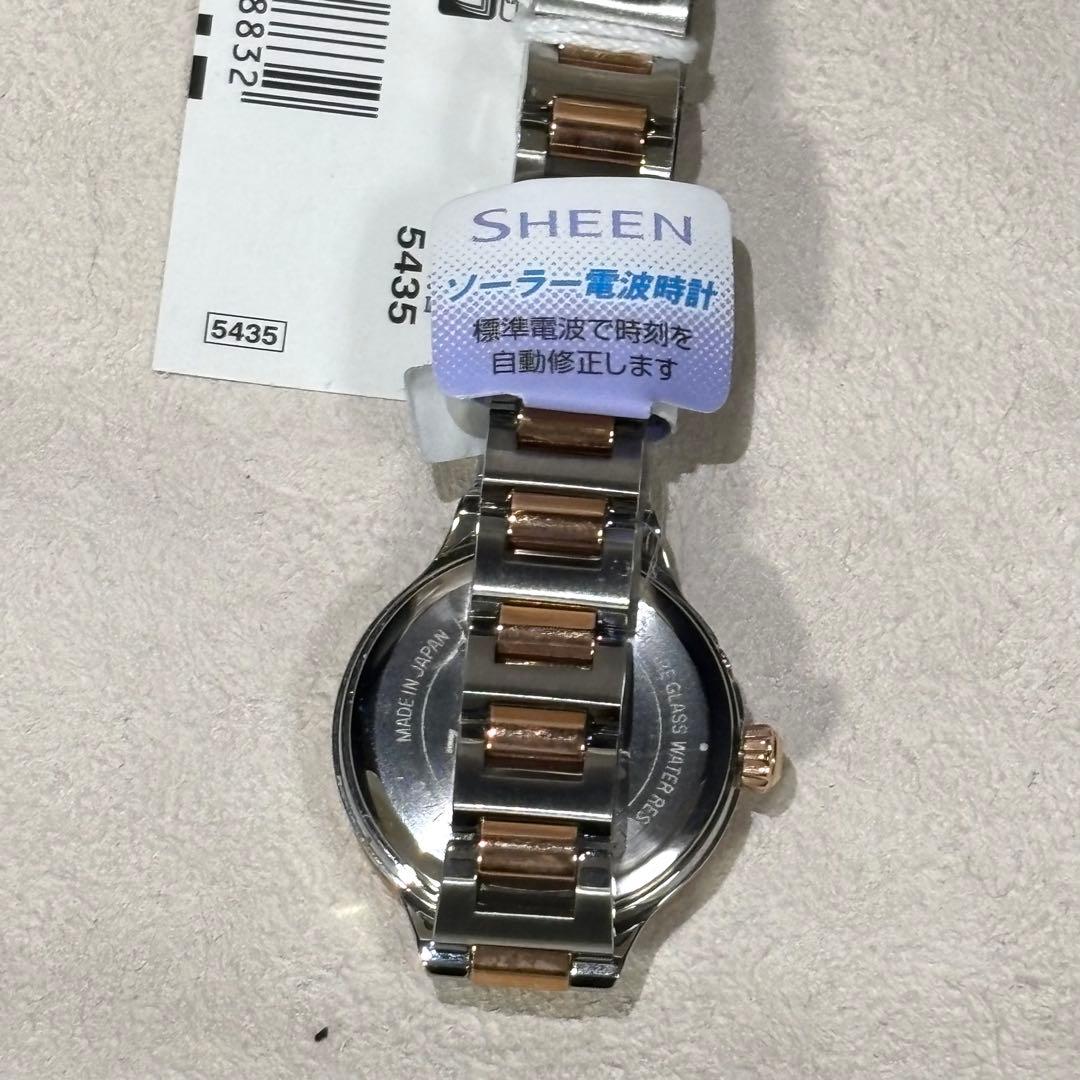 8832
5435
5435
SHEEN
ソーラー電波時計
標準電波で時刻を
自動修正します
MADE IN JAPAN
GLASS WATER RES